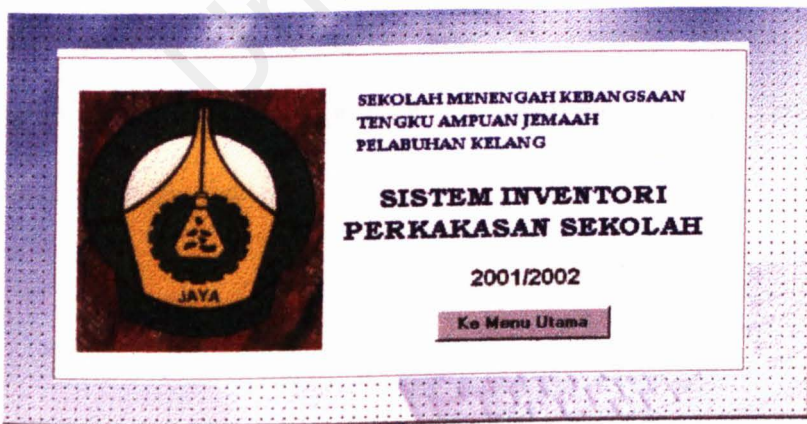 SEKOLAH MENENGAH KEBANGSAAN
TENGKU AMPUAN JEMAAH
PELABUHAN KELANG
SISTEM INVENTORI
PERKAKASAN SEKOLAH
2001/2002
JAYA
Ke Menu Utama